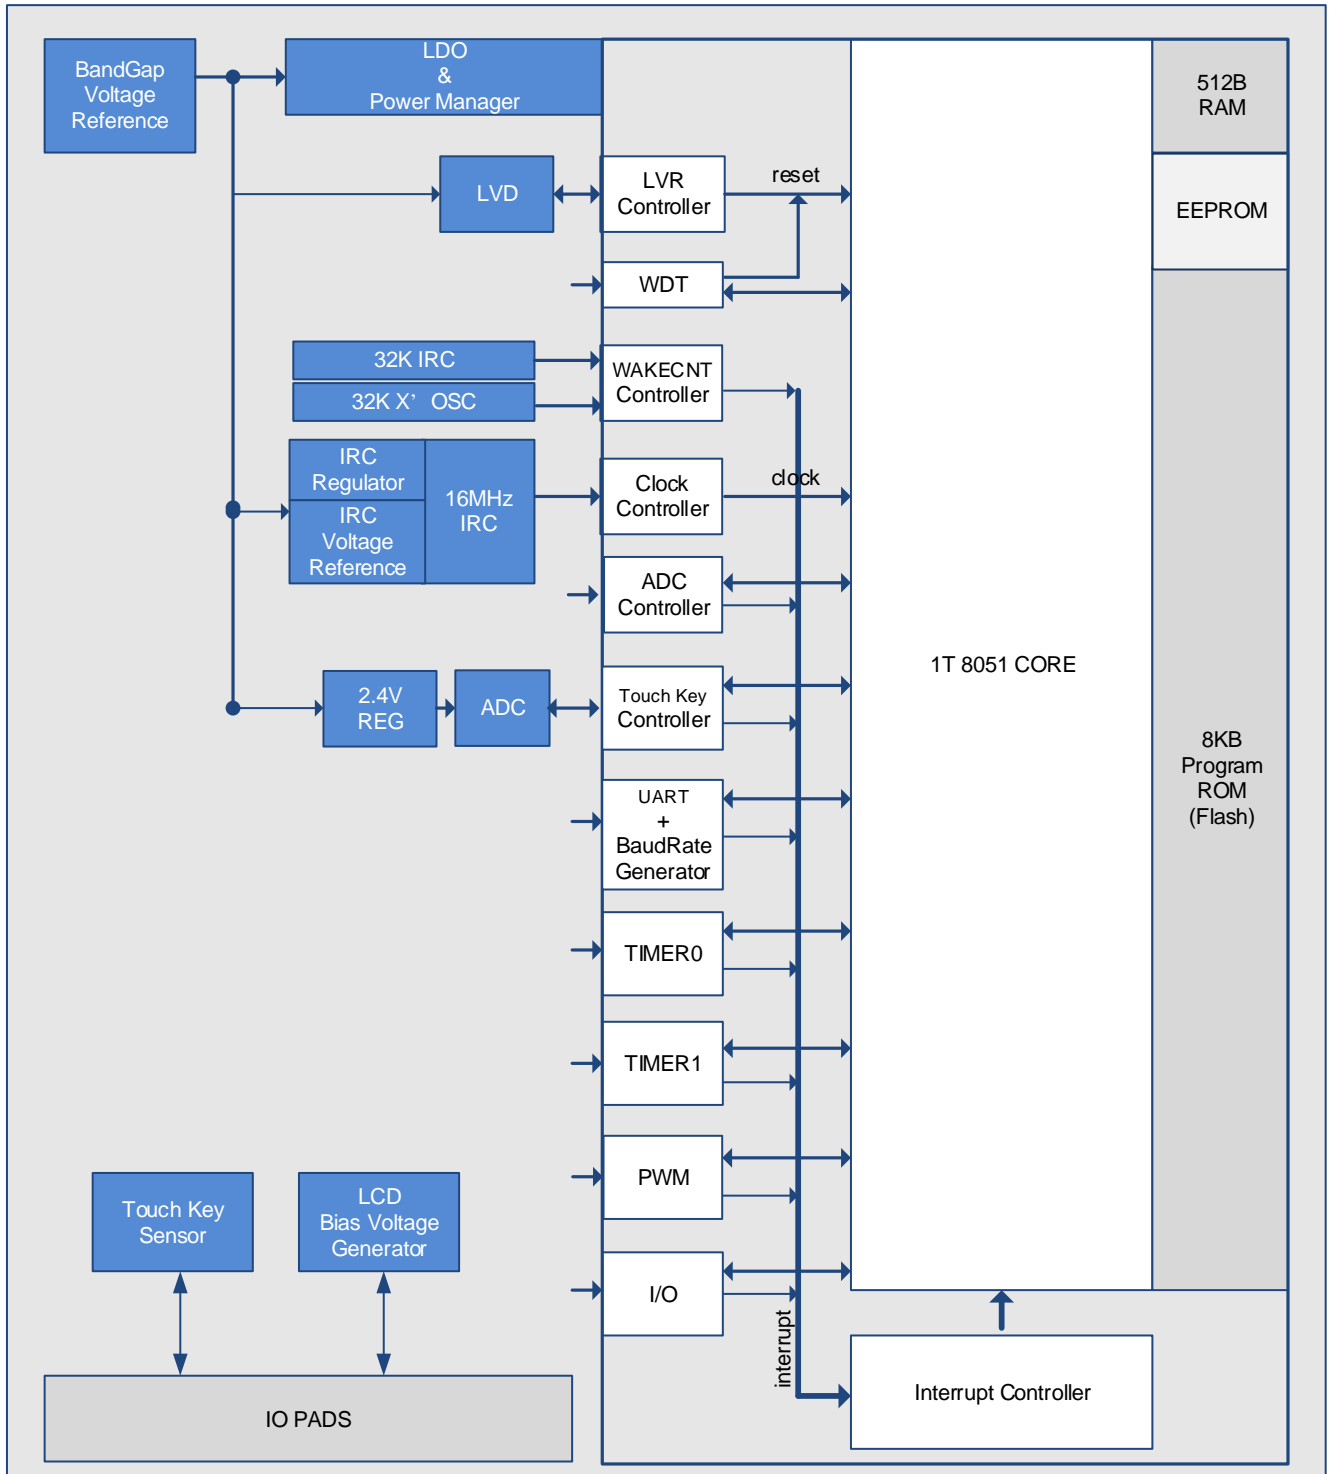 BandGap
Voltage
Reference
LDO
&
Power Manager
512B
RAM
LVD
LVR
Controller
reset
EEPROM
WDT
32K IRC
32K X’ OSC
WAKECNT
Controller
IRC
Regulator
IRC
Voltage
Reference
16MHz
IRC
Clock
Controller
clock
ADC
Controller
1T 8051 CORE
2.4V
REG
ADC
Touch Key
Controller
8KB
Program
ROM
(Flash)
UART
+
BaudRate
Generator
TIMER0
TIMER1
PWM
Touch Key
Sensor
LCD
Bias Voltage
Generator
I/O
interrupt
Interrupt Controller
IO PADS